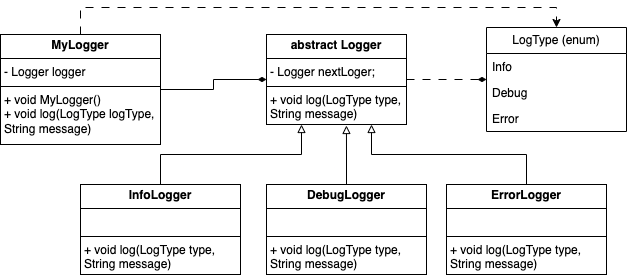 MyLogger
- Logger logger
+ void MyLogger()
+ void log(LogType logType,
String message)
abstract Logger
- Logger nextLoger;
+ void log(LogType type,
String message)
LogType (enum)
Info
Debug
Error
InfoLogger
+ void log(LogType type,
String message)
DebugLogger
+ void log(LogType type,
String message)
ErrorLogger
+ void log(LogType type,
String message)